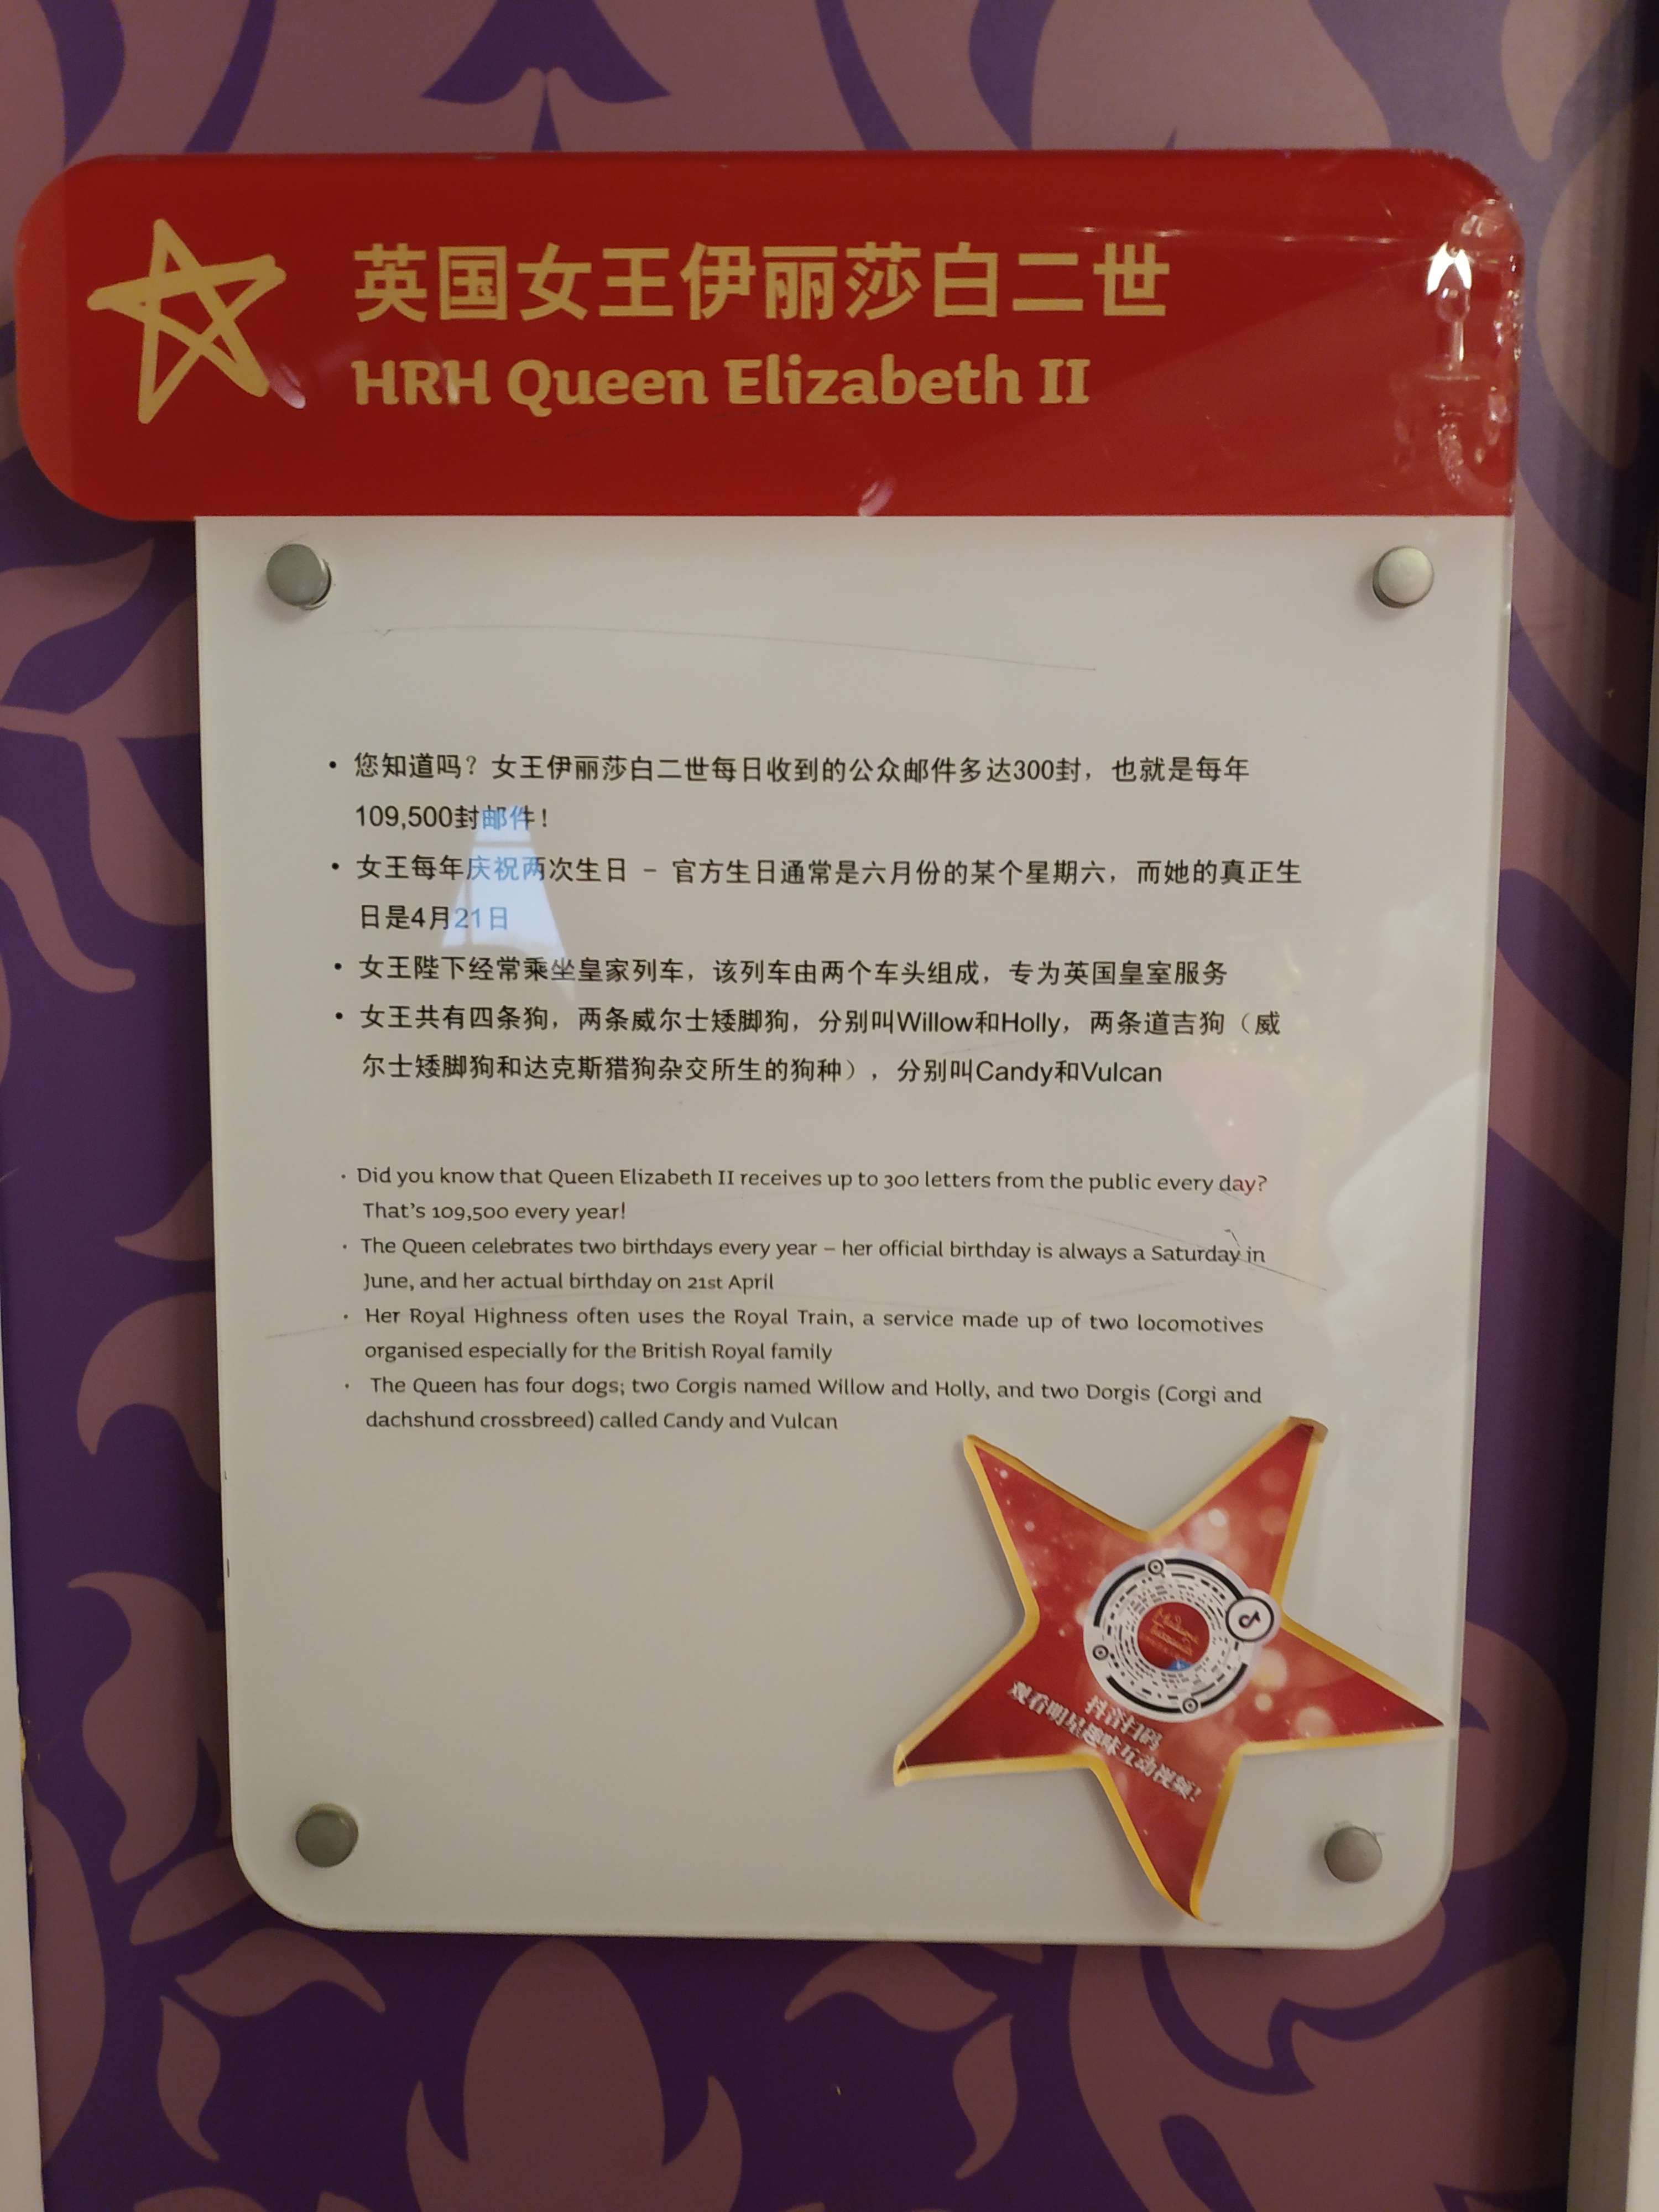 英国女王伊丽莎白二世
HRH Queen Elizabeth II
• 您知道吗？女王伊丽莎白二世每日收到的公众邮件多达300封，也就是每年
109,500封邮件！
• 女王每年庆祝两次生日 – 官方生日通常是六月份的某个星期六，而她的真正生
日是4月21日
• 女王陛下经常乘坐皇家列车，该列车由两个车头组成，专为英国皇室服务
• 女王共有四条狗，两条威尔士矮脚狗，分别叫Willow和Holly，两条道吉狗（威
尔士矮脚狗和达克斯猎狗杂交所生的狗种），分别叫Candy和Vulcan
· Did you know that Queen Elizabeth II receives up to 300 letters from the public every day?
That's 109,500 every year!
· The Queen celebrates two birthdays every year – her official birthday is always a Saturday in
June, and her actual birthday on 21st April
· Her Royal Highness often uses the Royal Train, a service made up of two locomotives
organised especially for the British Royal family
· The Queen has four dogs; two Corgis named Willow and Holly, and two Dorgis (Corgi and
dachshund crossbreed) called Candy and Vulcan
抖音扫码
观看明星趣味互动视频！